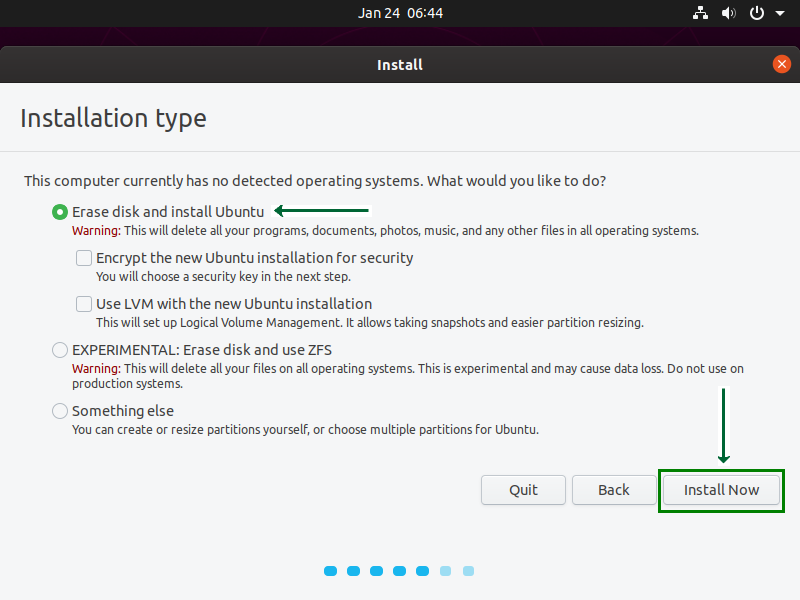 Jan 24 06:44
Install
Installation type
This computer currently has no detected operating systems. What would you like to do?
Erase disk and install Ubuntu
Warning: This will delete all your programs, documents, photos, music, and any other files in all operating systems.
Encrypt the new Ubuntu installation for security
You will choose a security key in the next step.
Use LVM with the new Ubuntu installation
This will set up Logical Volume Management. It allows taking snapshots and easier partition resizing.
EXPERIMENTAL: Erase disk and use ZFS
Warning: This will delete all your files on all operating systems. This is experimental and may cause data loss. Do not use on
production systems.
Something else
You can create or resize partitions yourself, or choose multiple partitions for Ubuntu.
Quit Back Install Now